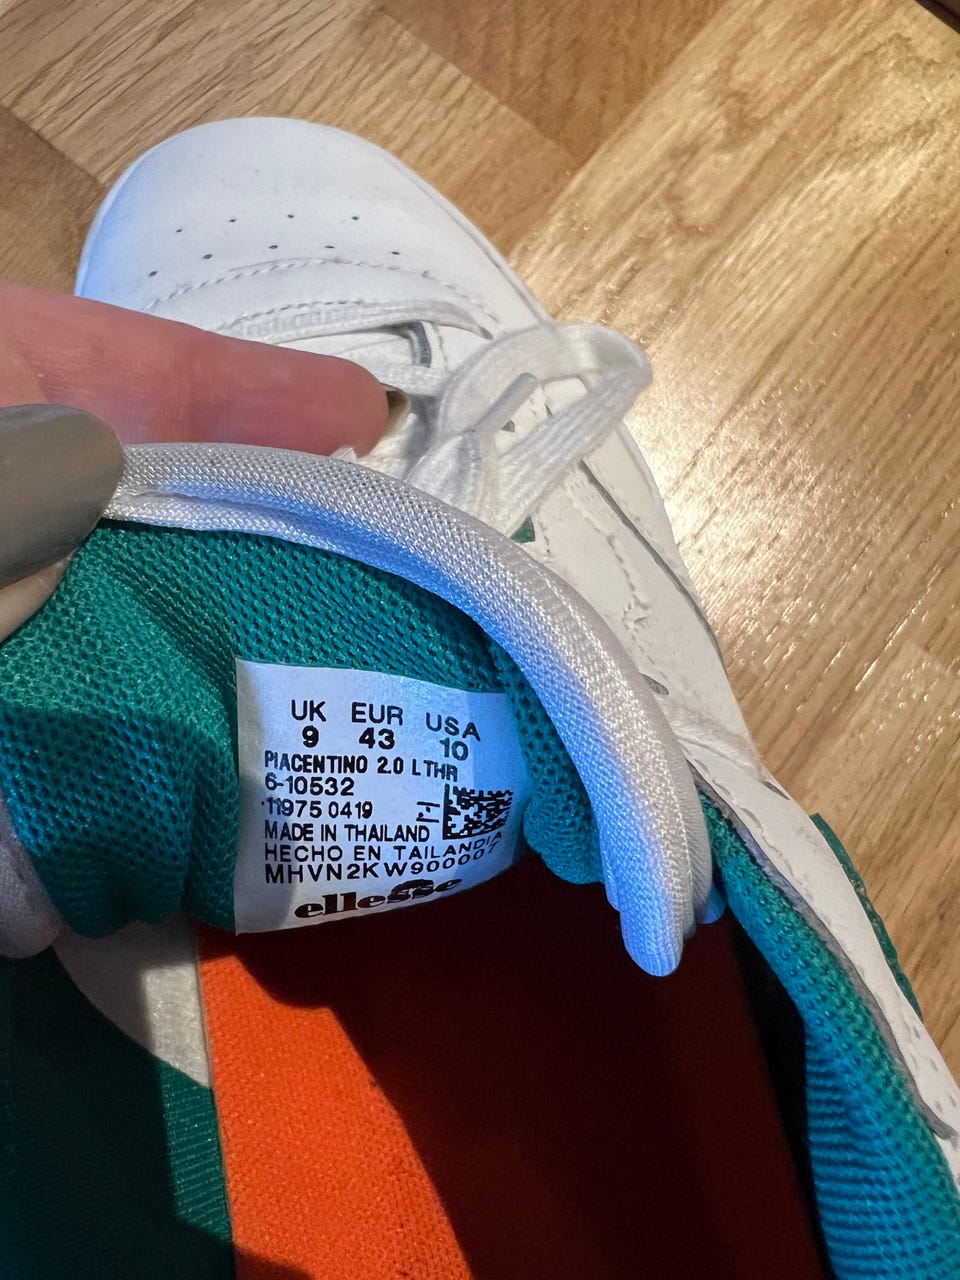 UK EUR USA
9 43 10
PIACENTINO 2.0 LTHR
6-10532
11975 0419
MADE IN THAILAND
HECHO EN TAILANDIA
MHVN2KW900007
ellesse